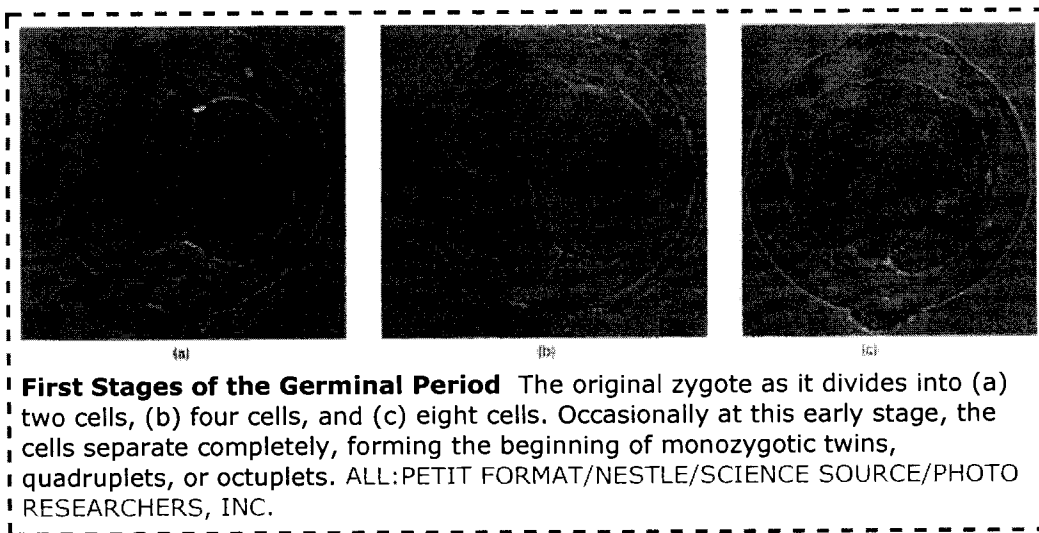 (a)
(b)
(c)
First Stages of the Germinal Period The original zygote as it divides into (a)
two cells, (b) four cells, and (c) eight cells. Occasionally at this early stage, the
cells separate completely, forming the beginning of monozygotic twins,
quadruplets, or octuplets. ALL:PETIT FORMAT/NESTLE/SCIENCE SOURCE/PHOTO
RESEARCHERS, INC.